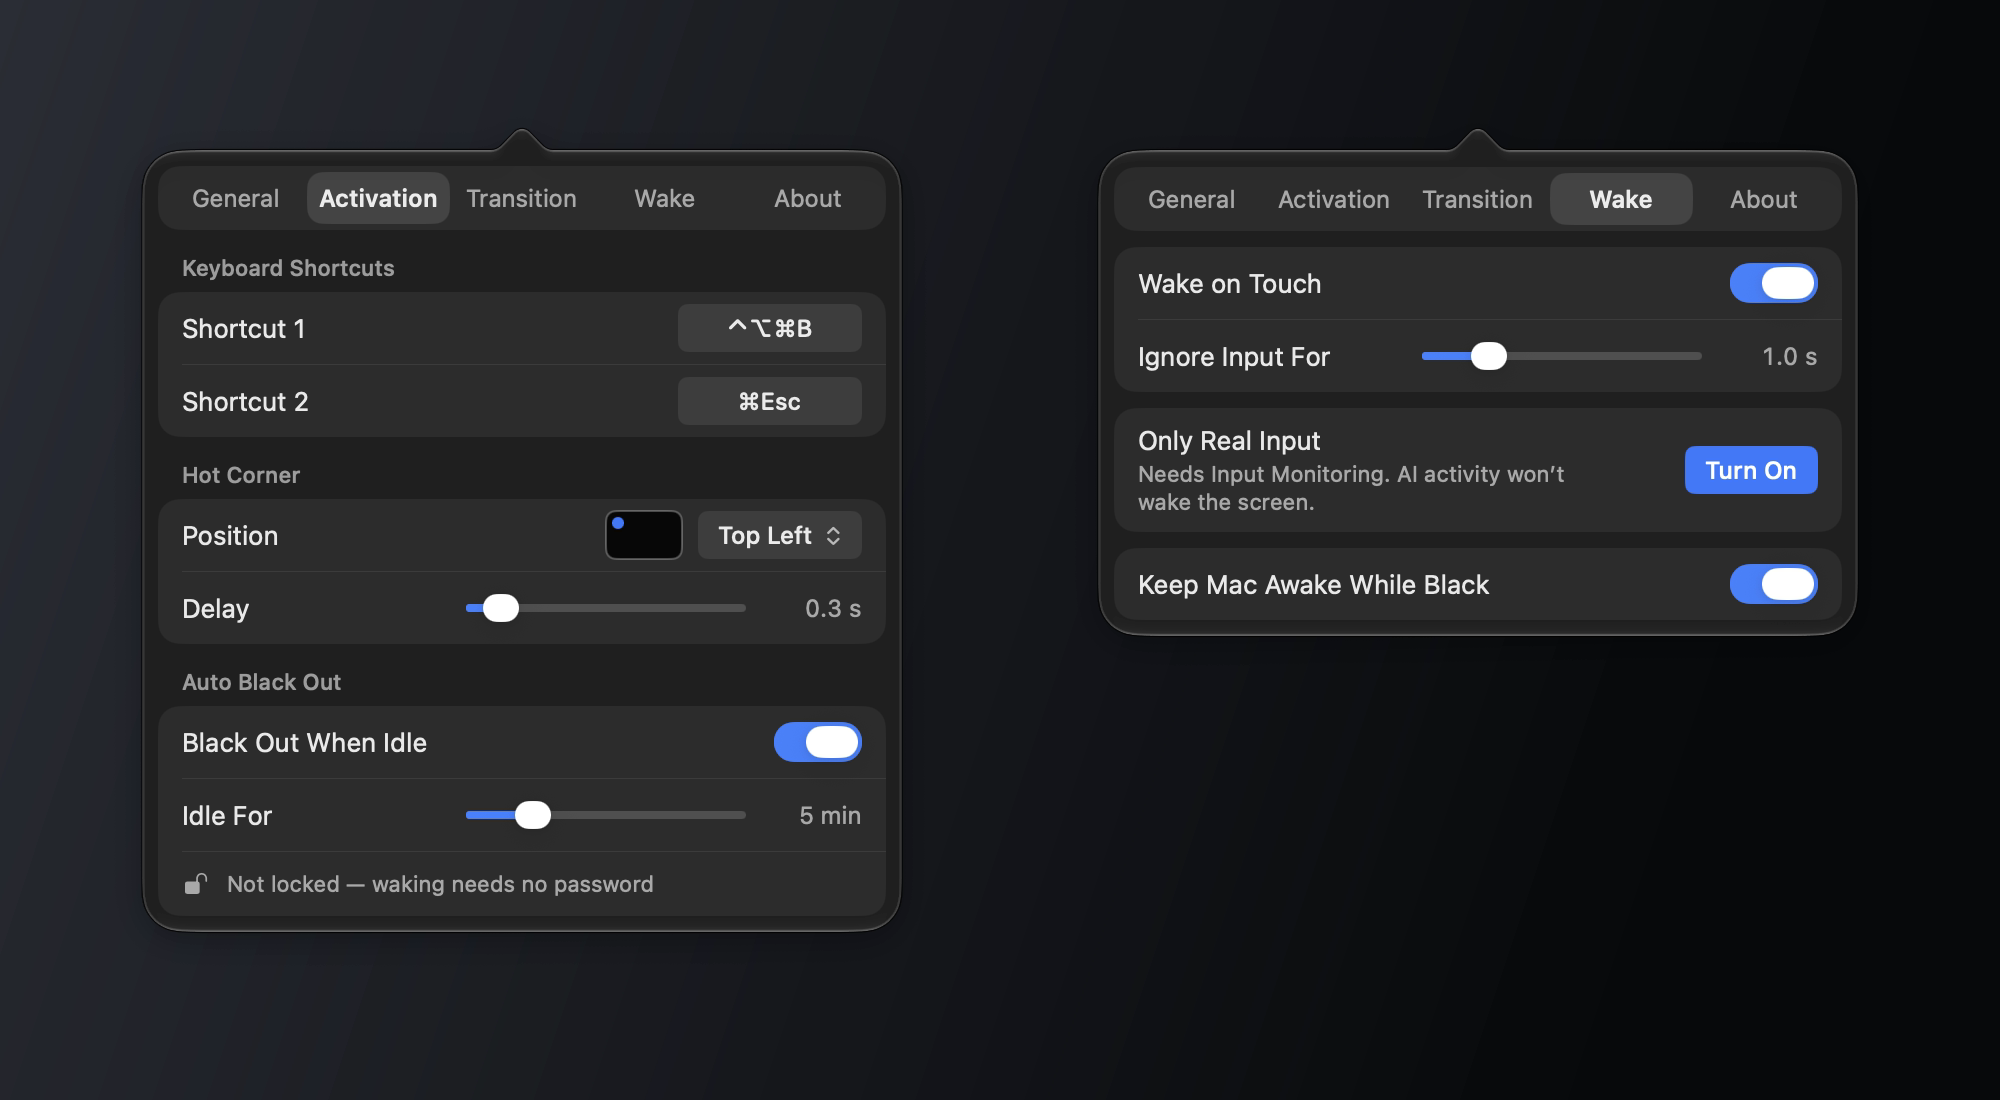 General Activation Transition Wake About
Keyboard Shortcuts
Shortcut 1 ⌃⌥⌘B
Shortcut 2 ⌘Esc
Hot Corner
Position Top Left
Delay 0.3 s
Auto Black Out
Black Out When Idle
Idle For 5 min
Not locked — waking needs no password
General Activation Transition Wake About
Wake on Touch
Ignore Input For 1.0 s
Only Real Input
Needs Input Monitoring. AI activity won’t
wake the screen.
Turn On
Keep Mac Awake While Black